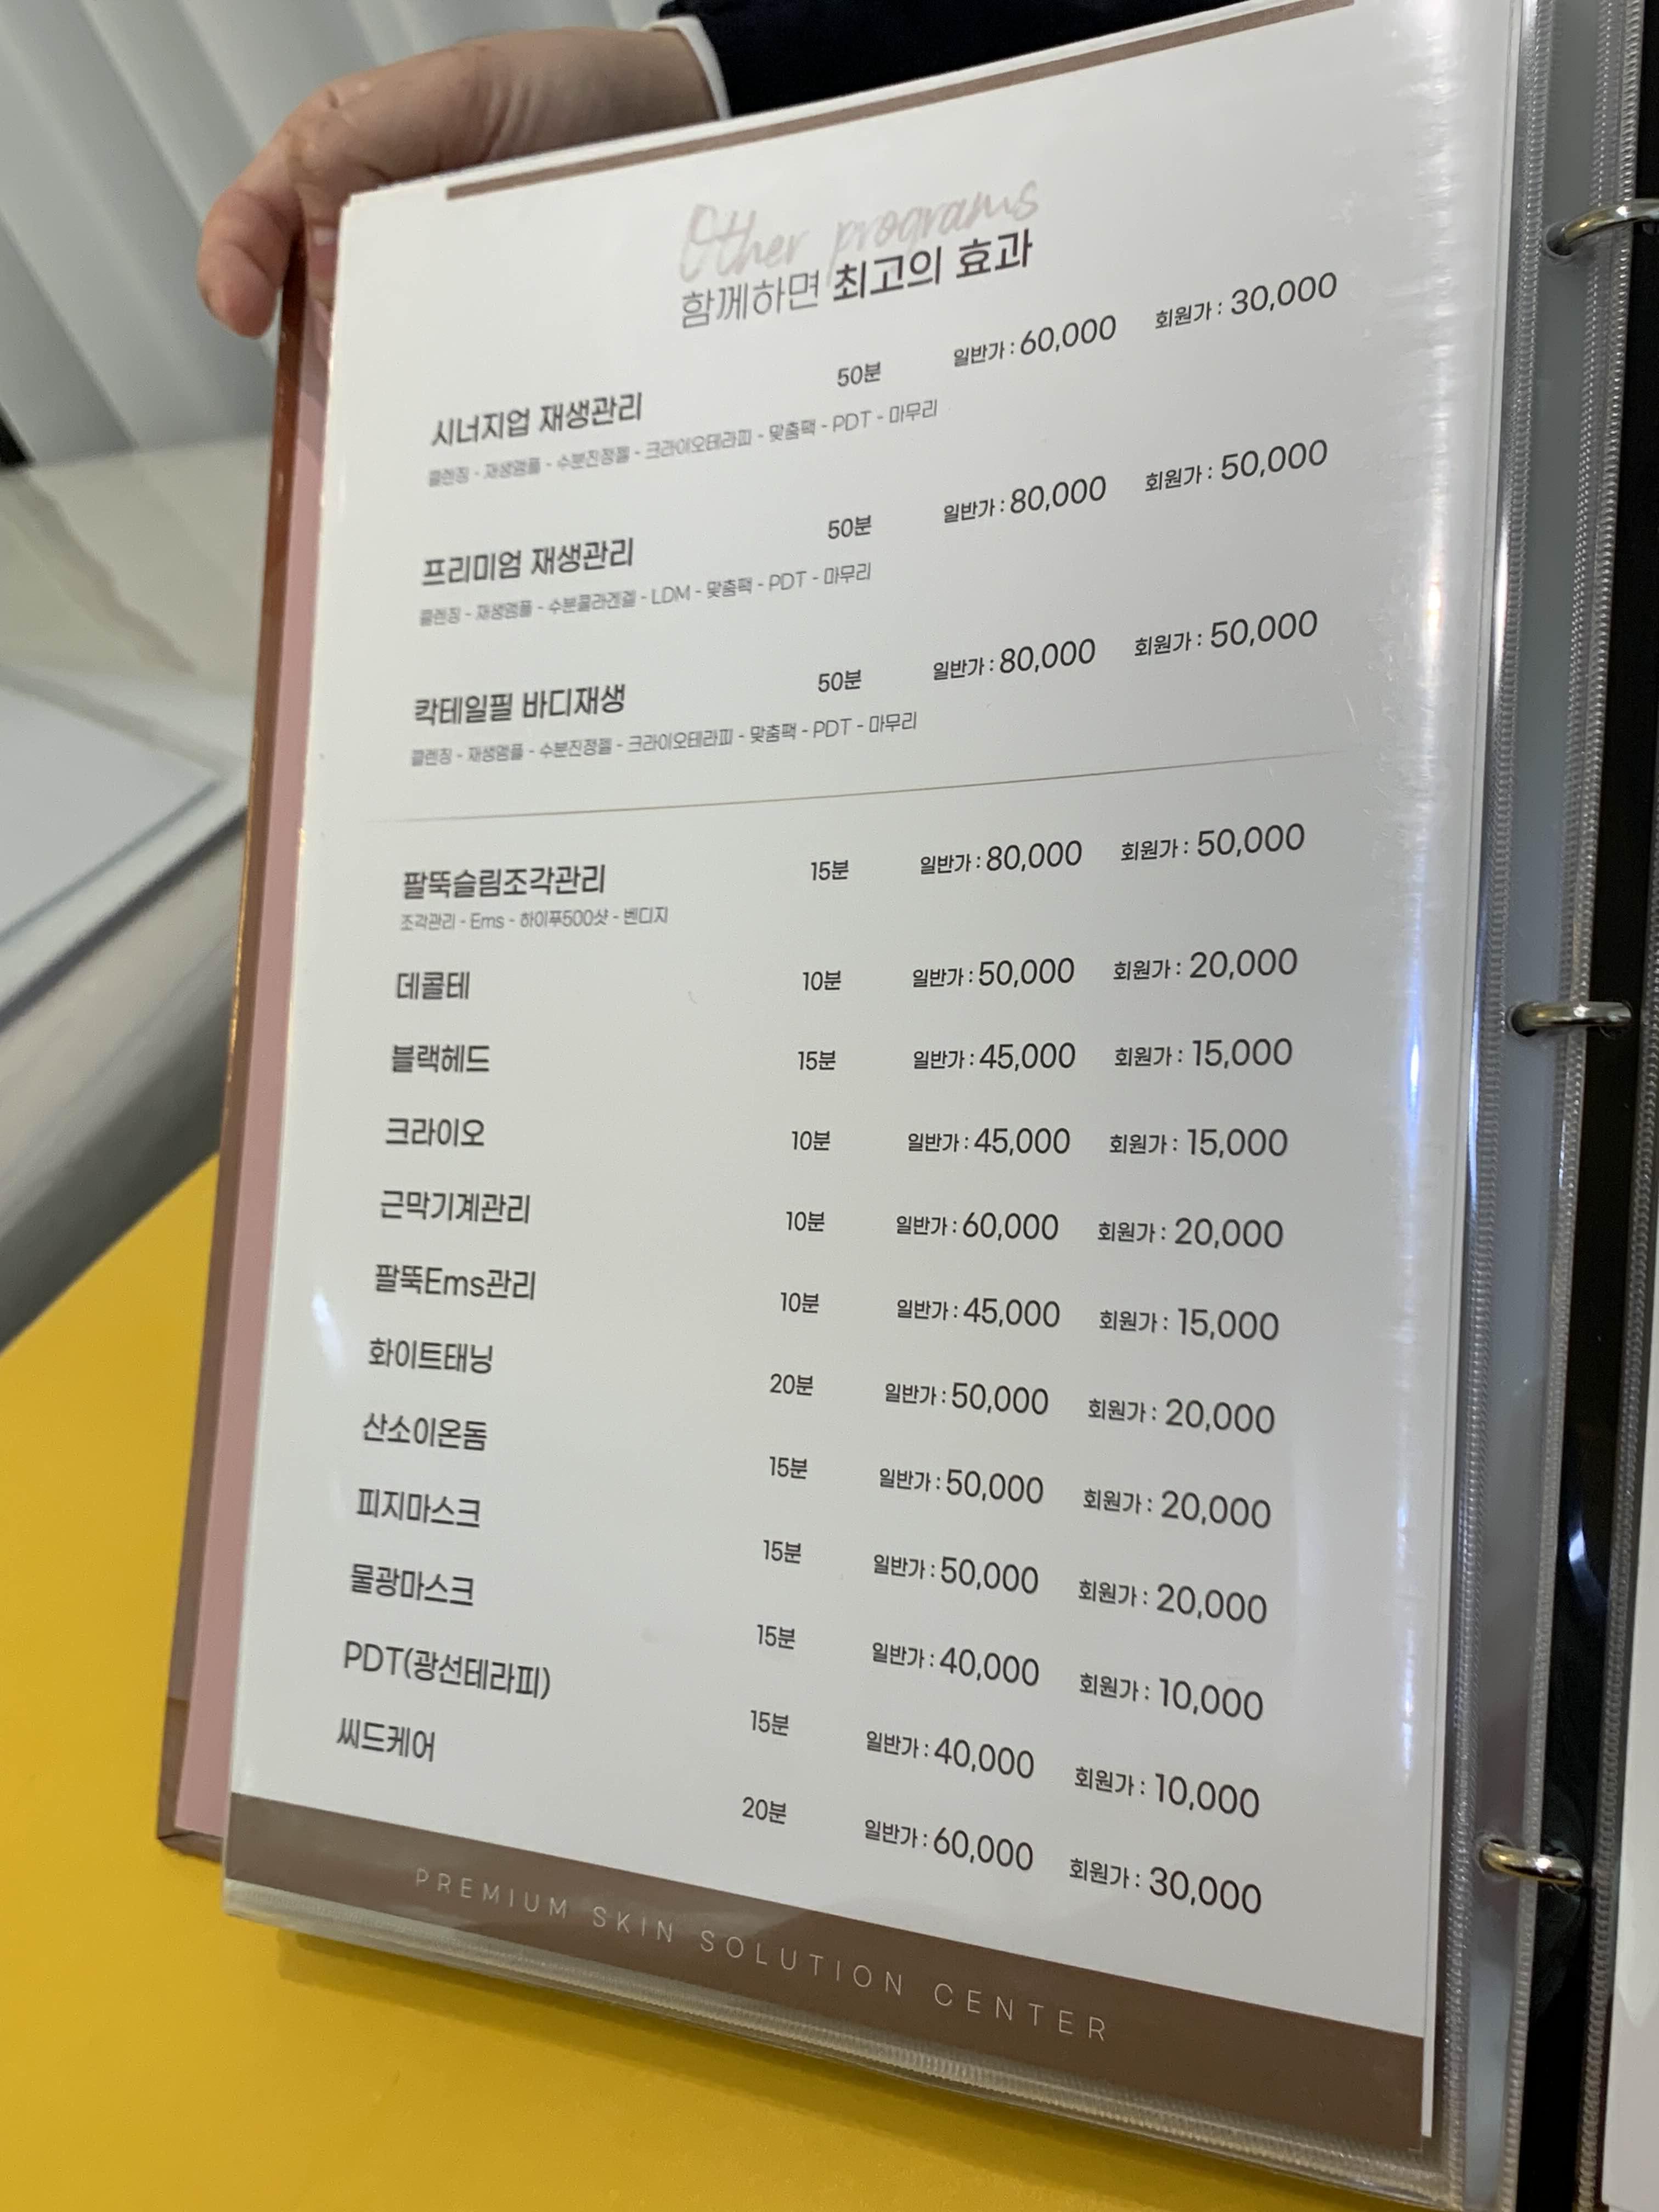 Other programs
함께하면 최고의 효과
시너지업 재생관리 50분 일반가 : 60,000 회원가 : 30,000
클렌징 - 재생앰플 - 수분진정젤 - 크라이오테라피 - 맞춤팩 - PDT - 마무리
프리미엄 재생관리 50분 일반가 : 80,000 회원가 : 50,000
클렌징 - 재생앰플 - 수분콜라겐겔 - LDM - 맞춤팩 - PDT - 마무리
칵테일필 바디재생 50분 일반가 : 80,000 회원가 : 50,000
클렌징 - 재생앰플 - 수분진정젤 - 크라이오테라피 - 맞춤팩 - PDT - 마무리
팔뚝슬림조각관리 15분 일반가 : 80,000 회원가 : 50,000
조각관리 - Ems - 하이푸500샷 - 벤디지
데콜테 10분 일반가 : 50,000 회원가 : 20,000
블랙헤드 15분 일반가 : 45,000 회원가 : 15,000
크라이오 10분 일반가 : 45,000 회원가 : 15,000
근막기계관리 10분 일반가 : 60,000 회원가 : 20,000
팔뚝Ems관리 10분 일반가 : 45,000 회원가 : 15,000
화이트태닝 20분 일반가 : 50,000 회원가 : 20,000
산소이온돔 15분 일반가 : 50,000 회원가 : 20,000
피지마스크 15분 일반가 : 50,000 회원가 : 20,000
물광마스크 15분 일반가 : 40,000 회원가 : 10,000
PDT(광선테라피) 15분 일반가 : 40,000 회원가 : 10,000
씨드케어 20분 일반가 : 60,000 회원가 : 30,000
PREMIUM SKIN SOLUTION CENTER